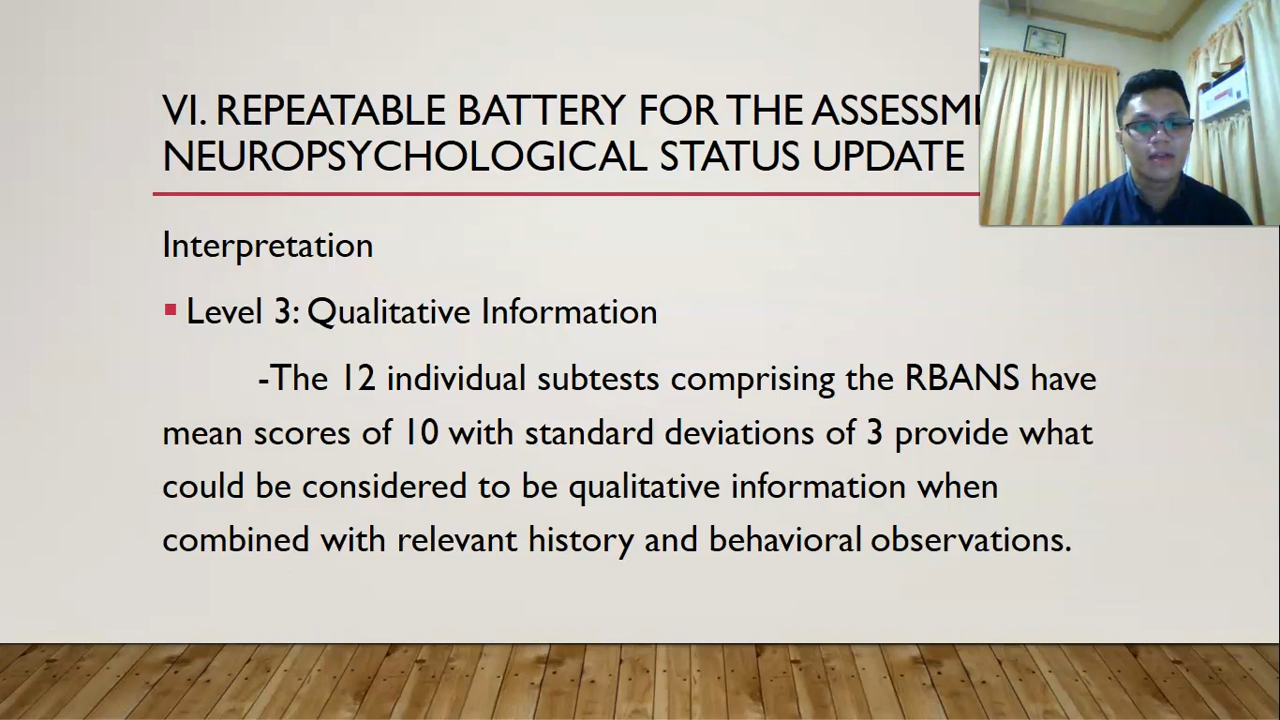 VI. REPEATABLE BATTERY FOR THE
NEUROPSYCHOLOGICAL STATUS UPDATE
Interpretation
▪ Level 3: Qualitative Information
-The 12 individual subtests comprising the RBANS have
mean scores of 10 with standard deviations of 3 provide what
could be considered to be qualitative information when
combined with relevant history and behavioral observations.